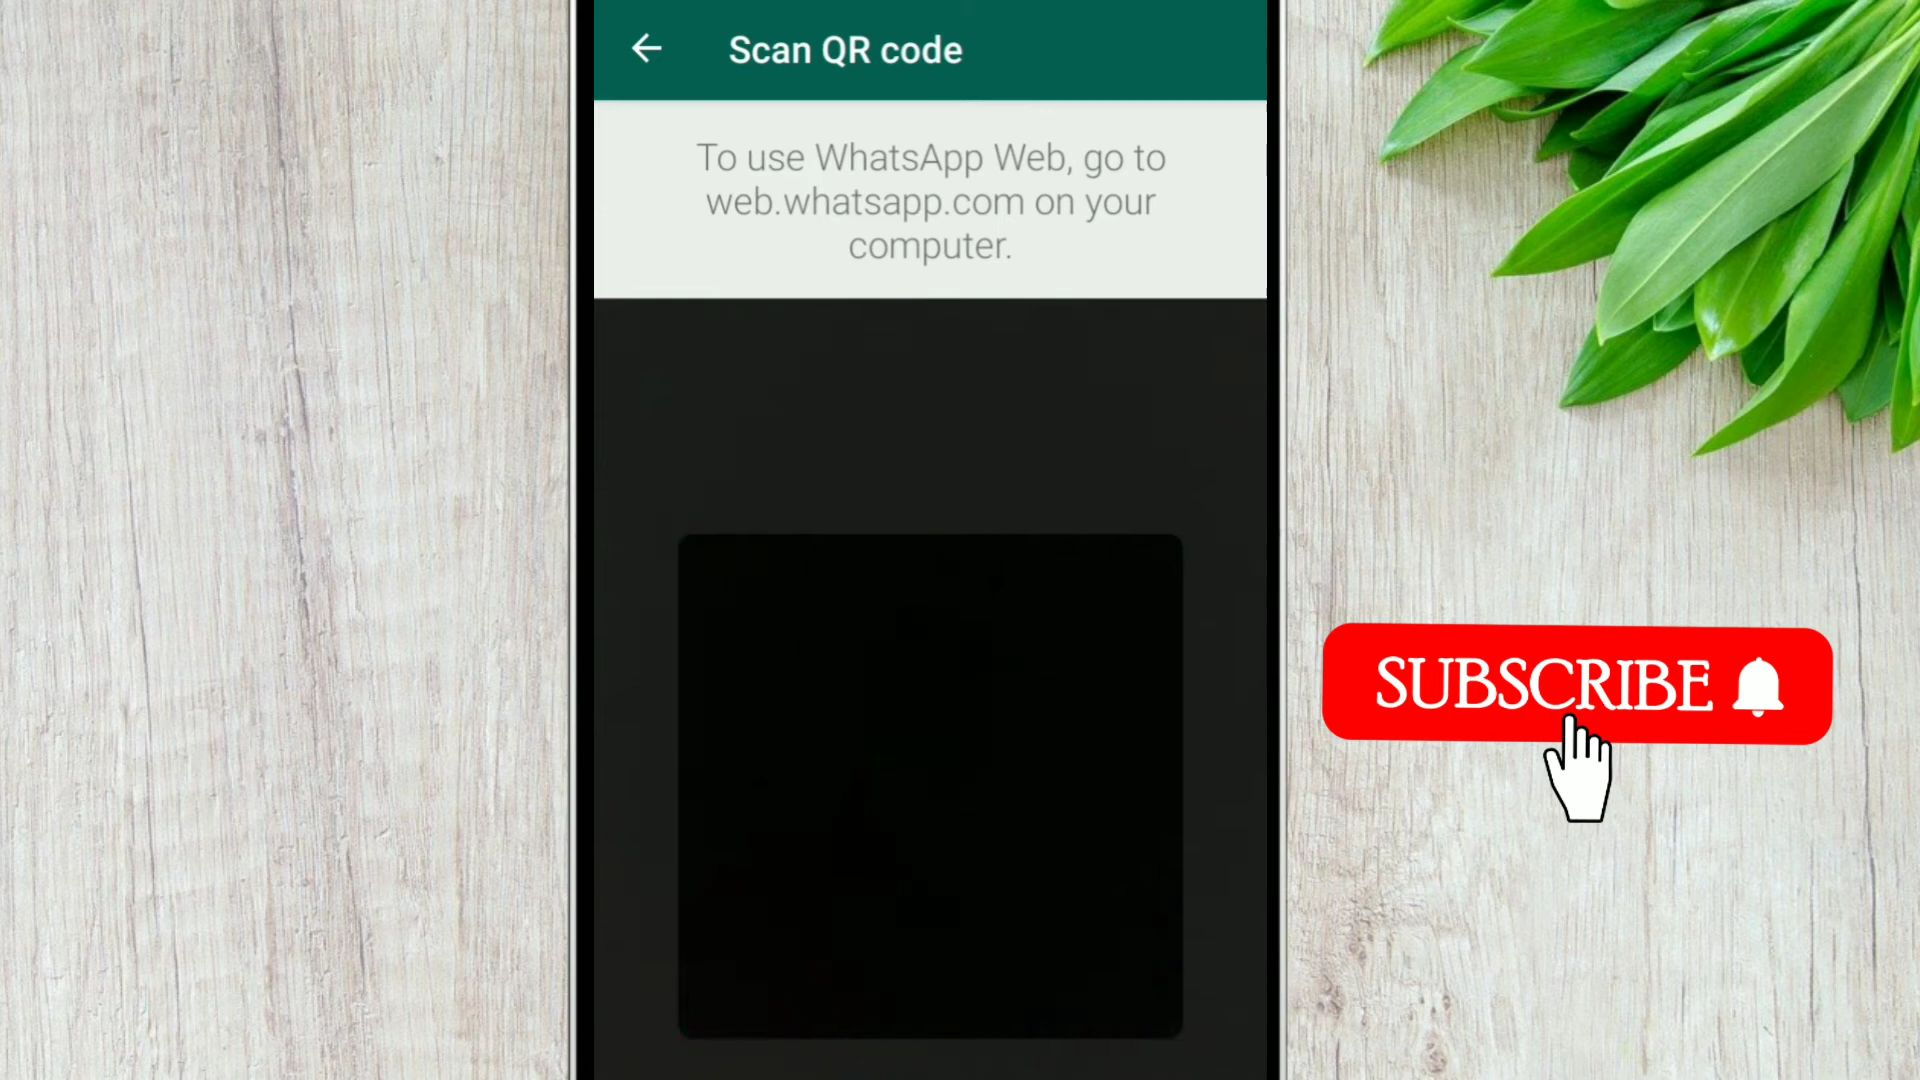 Scan QR code
To use WhatsApp Web, go to
web.whatsapp.com on your
computer.
SUBSCRIBE